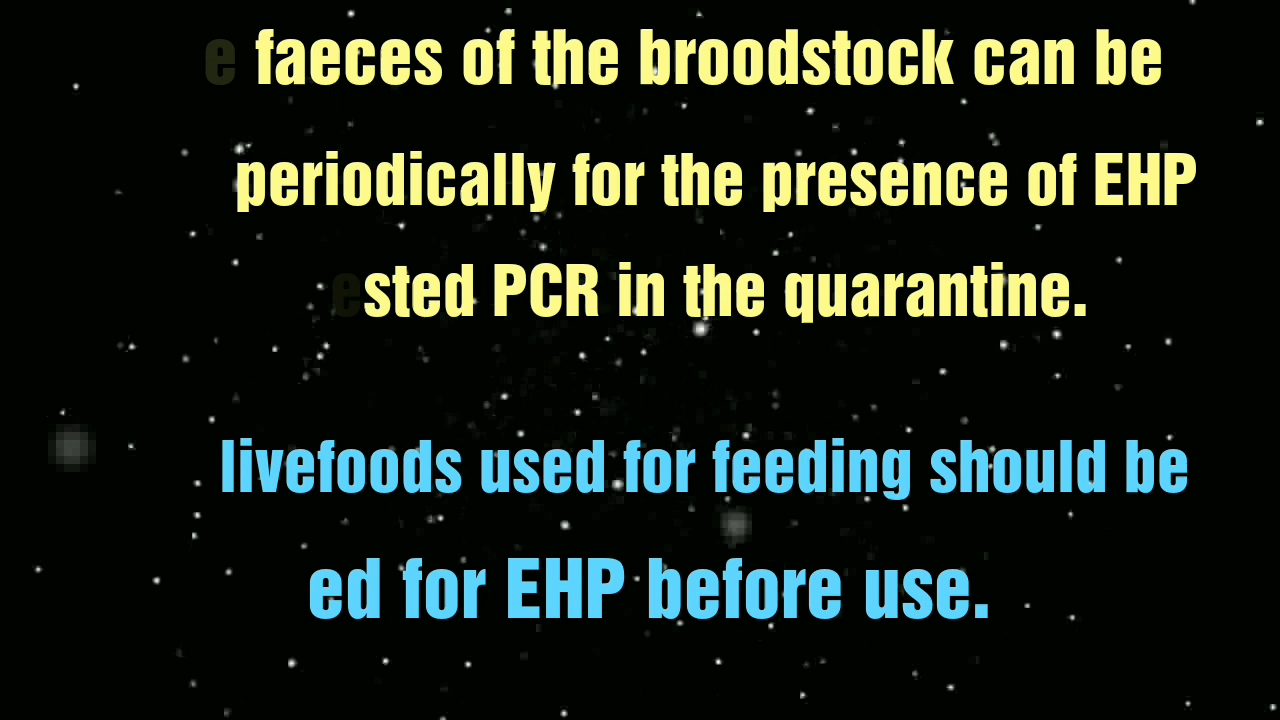 e faeces of the broodstock can be
periodically for the presence of EHP
ested PCR in the quarantine.
livefoods used for feeding should be
ed for EHP before use.